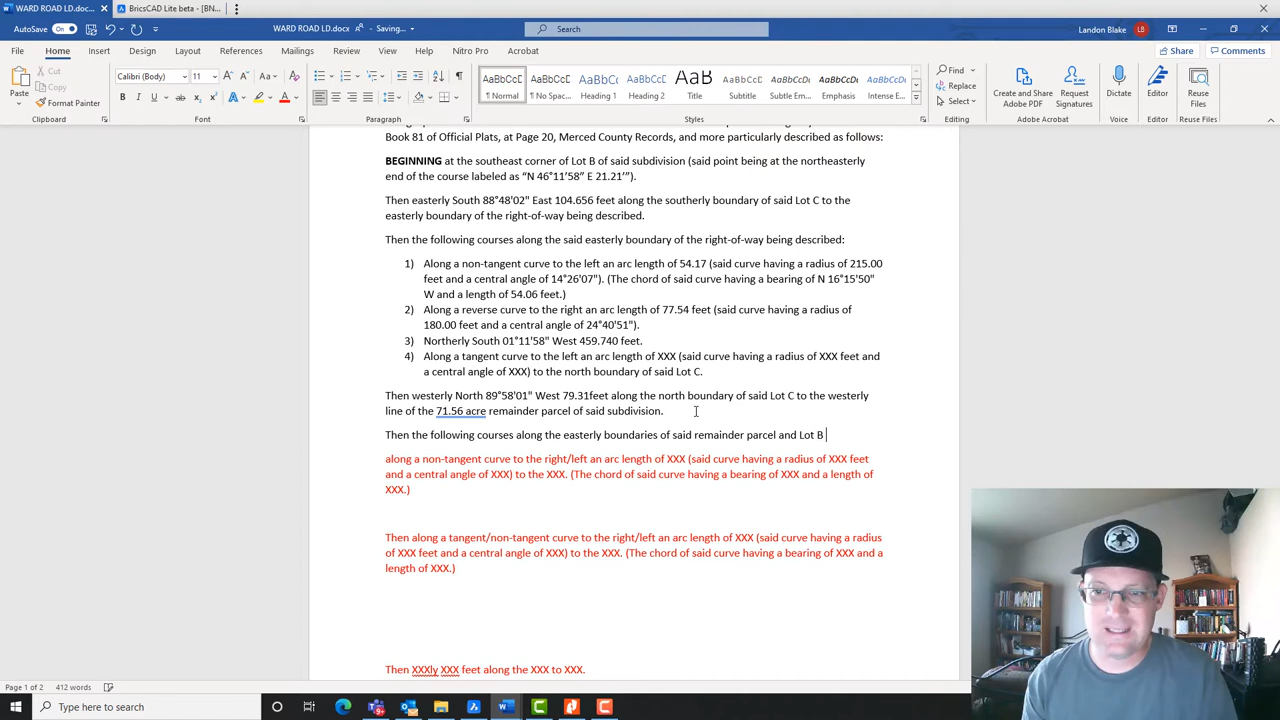 WARD ROAD LD.doc... × BricsCAD Lite beta - [BN...
AutoSave On WARD ROAD LD.docx - Saving... Search Landon Blake LB
File Home Insert Design Layout References Mailings Review View Help Nitro Pro Acrobat Share Comments
Paste Cut Copy Format Painter
Clipboard
Calibri (Body) 11
Font
Paragraph
AaBbCcDc AaBbCcDc AaBbCc AaBbCcC AaB AaBbCcC AaBbCcDc AaBbCcDc AaBbCcDc
¶ Normal ¶ No Spac... Heading 1 Heading 2 Title Subtitle Subtle Em... Emphasis Intense E...
Styles
Find Replace Select
Editing
Create and Share Adobe PDF Request Signatures
Adobe Acrobat
Dictate
Voice
Editor
Editor
Reuse Files
Reuse Files
Book 81 of Official Plats, at Page 20, Merced County Records, and more particularly described as follows:
BEGINNING at the southeast corner of Lot B of said subdivision (said point being at the northeasterly
end of the course labeled as “N 46°11’58” E 21.21’”).
Then easterly South 88°48'02" East 104.656 feet along the southerly boundary of said Lot C to the
easterly boundary of the right-of-way being described.
Then the following courses along the said easterly boundary of the right-of-way being described:
1) Along a non-tangent curve to the left an arc length of 54.17 (said curve having a radius of 215.00
feet and a central angle of 14°26'07"). (The chord of said curve having a bearing of N 16°15'50"
W and a length of 54.06 feet.)
2) Along a reverse curve to the right an arc length of 77.54 feet (said curve having a radius of
180.00 feet and a central angle of 24°40'51").
3) Northerly South 01°11'58" West 459.740 feet.
4) Along a tangent curve to the left an arc length of XXX (said curve having a radius of XXX feet and
a central angle of XXX) to the north boundary of said Lot C.
Then westerly North 89°58'01" West 79.31feet along the north boundary of said Lot C to the westerly
line of the 71.56 acre remainder parcel of said subdivision.
Then the following courses along the easterly boundaries of said remainder parcel and Lot B
along a non-tangent curve to the right/left an arc length of XXX (said curve having a radius of XXX feet
and a central angle of XXX) to the XXX. (The chord of said curve having a bearing of XXX and a length of
XXX.)
Then along a tangent/non-tangent curve to the right/left an arc length of XXX (said curve having a radius
of XXX feet and a central angle of XXX) to the XXX. (The chord of said curve having a bearing of XXX and a
length of XXX.)
Then XXXly XXX feet along the XXX to XXX.
Page 1 of 2 412 words
Type here to search